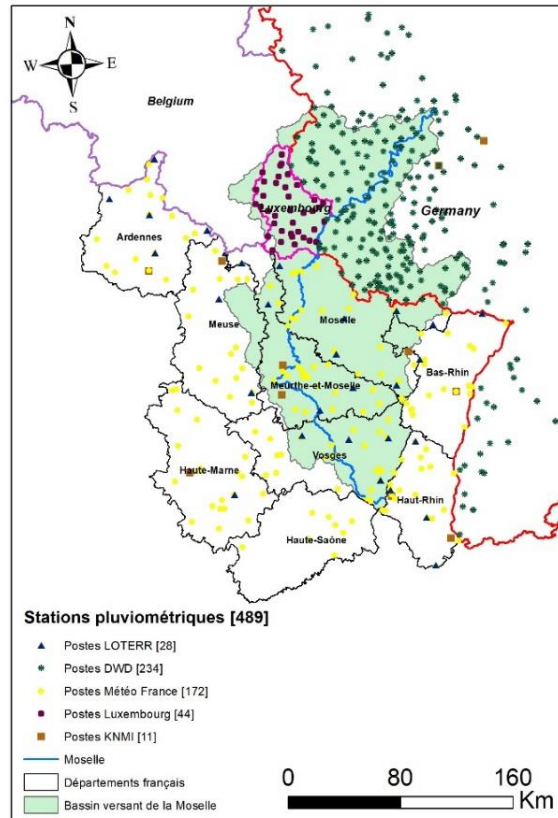 N
W E
S
Belgium
Luxembourg
Germany
Ardennes
Meuse
Moselle
Bas-Rhin
Meurthe-et-Moselle
Vosges
Haute-Marne
Haut-Rhin
Haute-Saône
Stations pluviométriques [489]
Postes LOTERR [28]
Postes DWD [234]
Postes Météo France [172]
Postes Luxembourg [44]
Postes KNMI [11]
Moselle
Départements français
Bassin versant de la Moselle
0 80 160
Km